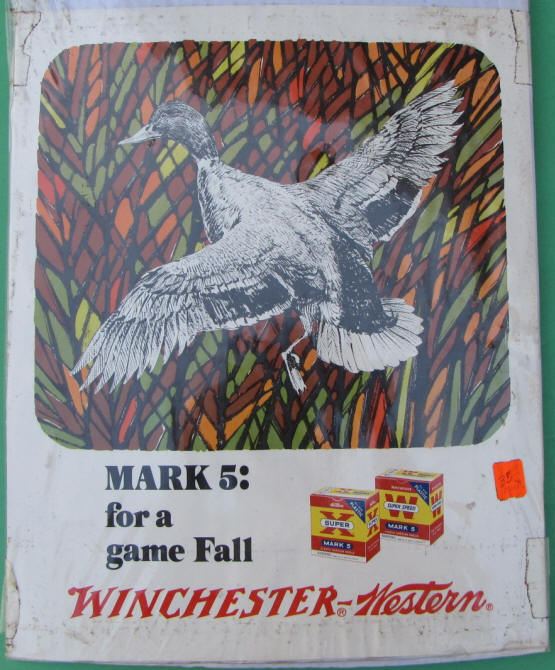 MARK 5:
for a
game Fall
X
SUPER
MARK 5
X
W
SUPER SPEED
MARK 5
W
WINCHESTER®-Western®